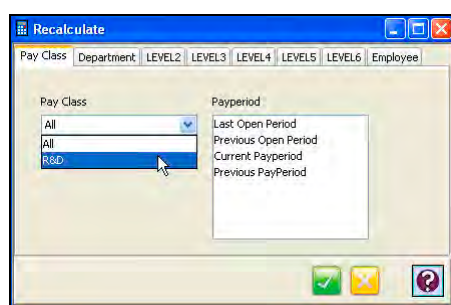 Recalculate
Pay Class Department LEVEL2 LEVEL3 LEVEL4 LEVEL5 LEVEL6 Employee
Pay Class Payperiod
All Last Open Period
All Previous Open Period
R&D Current Payperiod
Previous PayPeriod
?